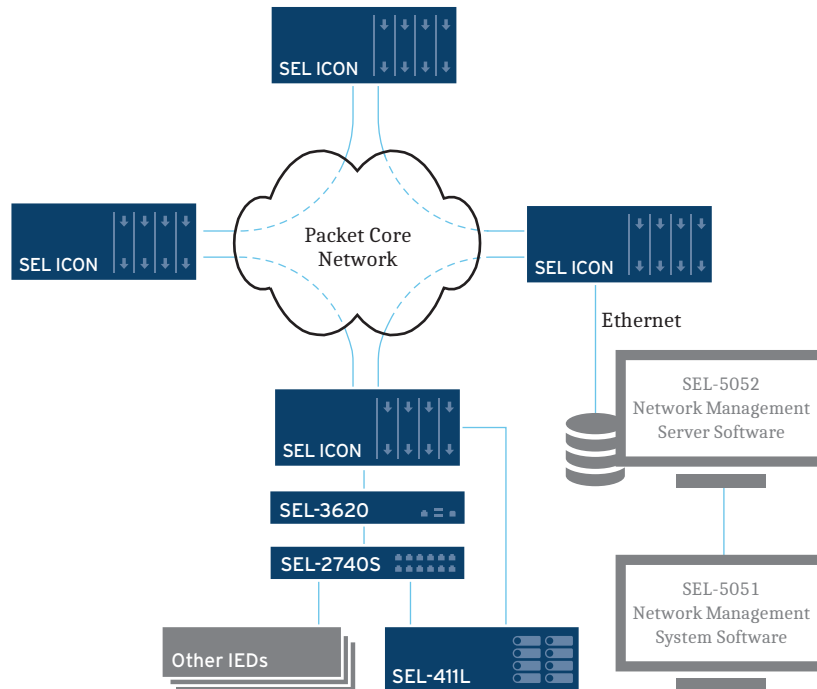 SEL ICON
SEL ICON
Packet Core
Network
SEL ICON
Ethernet
SEL-5052
Network Management
Server Software
SEL ICON
SEL-3620
SEL-2740S
SEL-5051
Network Management
System Software
Other IEDs
SEL-411L